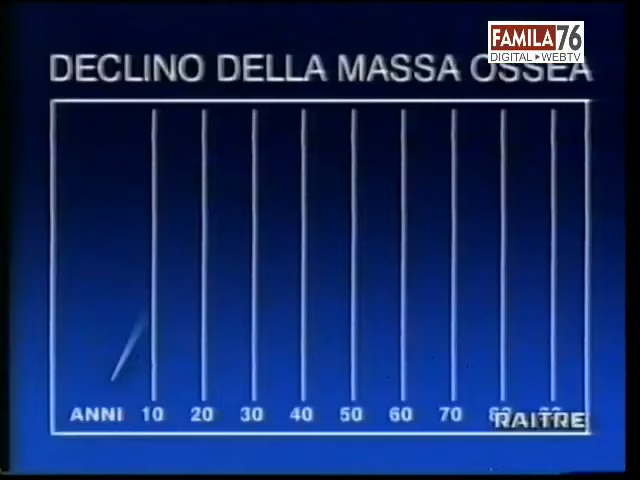 FAMILA76
DIGITAL WEBTV
DECLINO DELLA MASSA OSSEA
ANNI 10 20 30 40 50 60 70
RAITRE